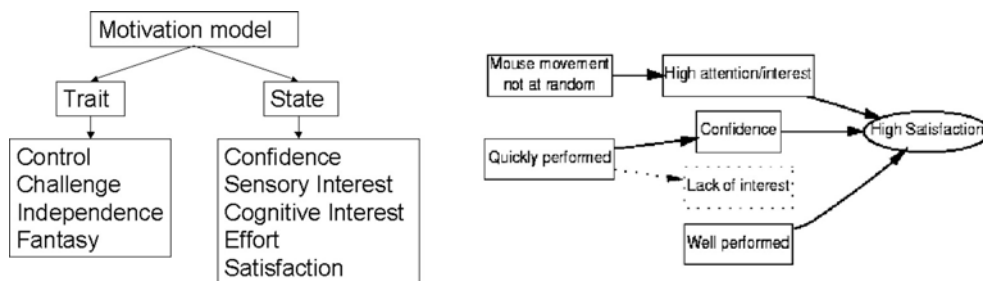 Motivation model
Trait
State
Control
Challenge
Independence
Fantasy
Confidence
Sensory Interest
Cognitive Interest
Effort
Satisfaction
Mouse movement
not at random
High attention/interest
Confidence
High Satisfaction
Quickly performed
Lack of interest
Well performed